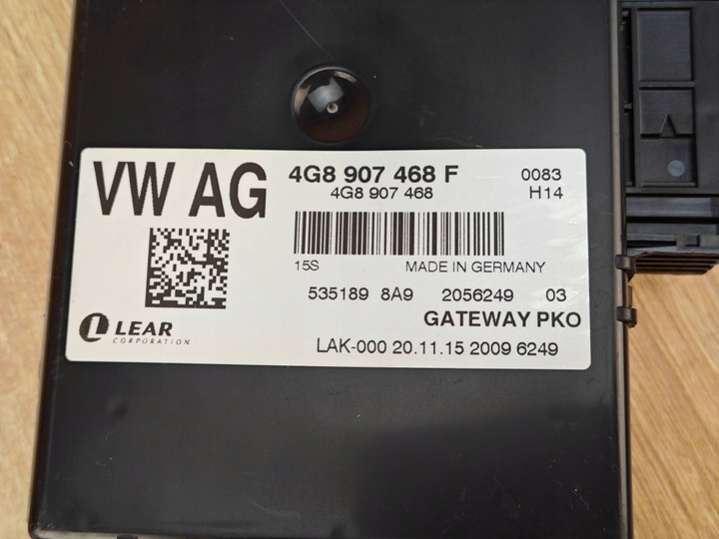 VW AG
4G8 907 468 F 0083
4G8 907 468 H14
15S MADE IN GERMANY
535189 8A9 2056249 03
GATEWAY PKO
LEAR
CORPORATION
LAK-000 20.11.15 2009 6249